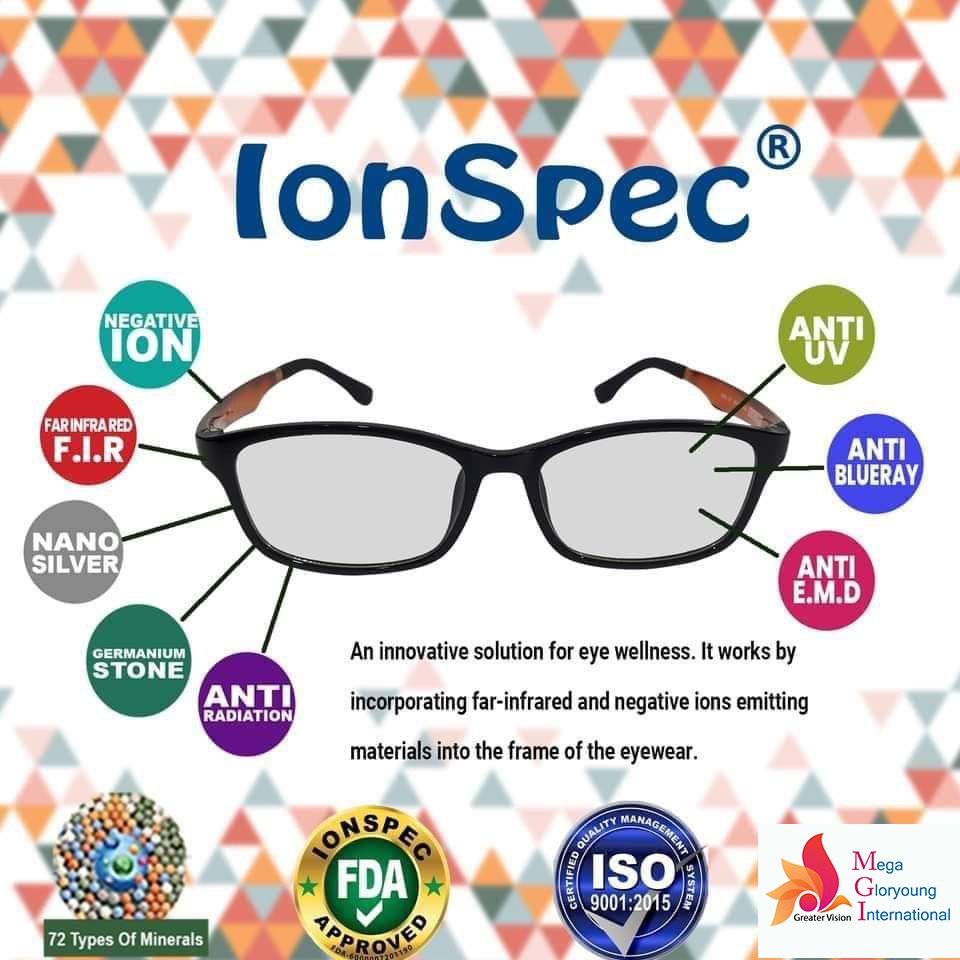 IonSpec®
NEGATIVE
ION
FAR INFRA RED
F.I.R
NANO
SILVER
GERMANIUM
STONE
ANTI
RADIATION
ANTI
UV
ANTI
BLUERAY
ANTI
E.M.D
An innovative solution for eye wellness. It works by
incorporating far-infrared and negative ions emitting
materials into the frame of the eyewear.
72 Types Of Minerals
IONSPEC
FDA
APPROVED
CERTIFIED QUALITY MANAGEMENT SYSTEM
ISO
9001:2015
Greater Vision
Mega
Gloryoung
International